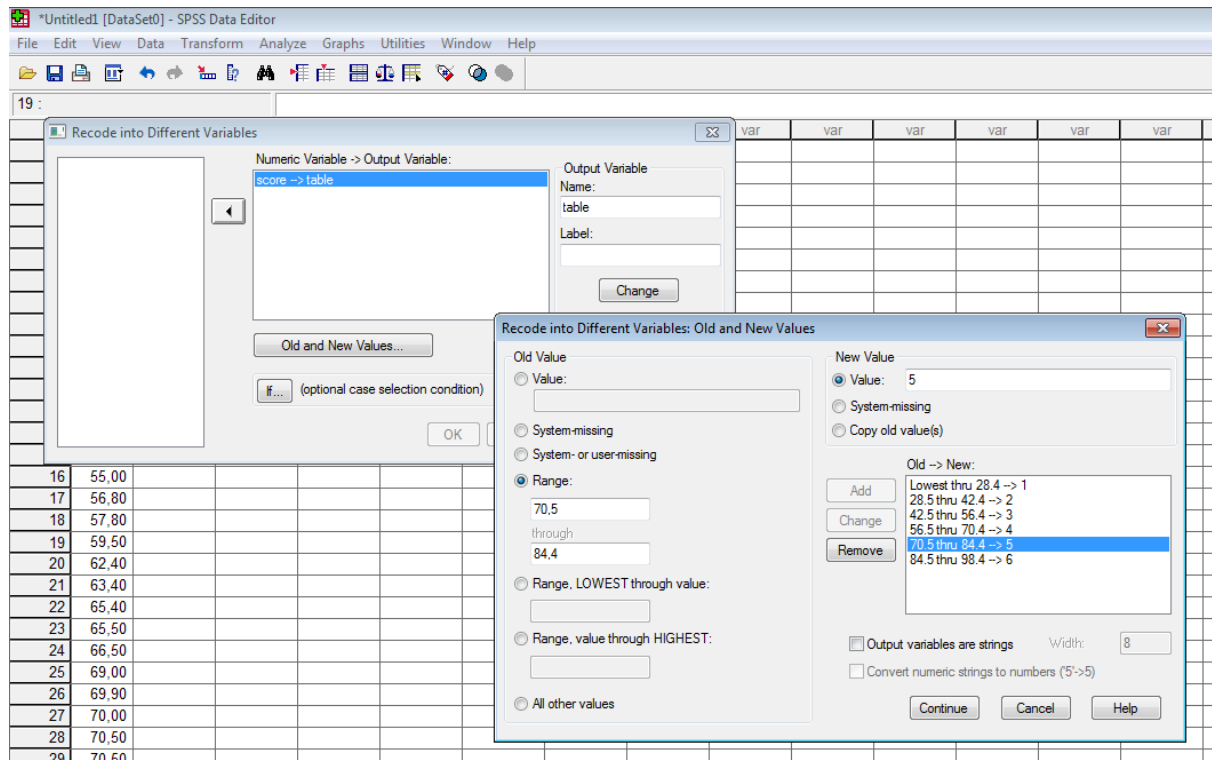 *Untitled1 [DataSet0] - SPSS Data Editor
File Edit View Data Transform Analyze Graphs Utilities Window Help
19 :
var var var var var var
Recode into Different Variables
Numeric Variable -> Output Variable:
score --> table
Output Variable
Name:
table
Label:
Change
Old and New Values...
If... (optional case selection condition)
OK
Recode into Different Variables: Old and New Values
Old Value
Value:
System-missing
System- or user-missing
Range:
70,5
through
84,4
Range, LOWEST through value:
Range, value through HIGHEST:
All other values
New Value
Value: 5
System-missing
Copy old value(s)
Old --> New:
Add
Change
Remove
Lowest thru 28.4 --> 1
28.5 thru 42.4 --> 2
42.5 thru 56.4 --> 3
56.5 thru 70.4 --> 4
70.5 thru 84.4 --> 5
84.5 thru 98.4 --> 6
Output variables are strings Width: 8
Convert numeric strings to numbers ('5'->5)
Continue Cancel Help
16 55,00
17 56,80
18 57,80
19 59,50
20 62,40
21 63,40
22 65,40
23 65,50
24 66,50
25 69,00
26 69,90
27 70,00
28 70,50
29 70,60